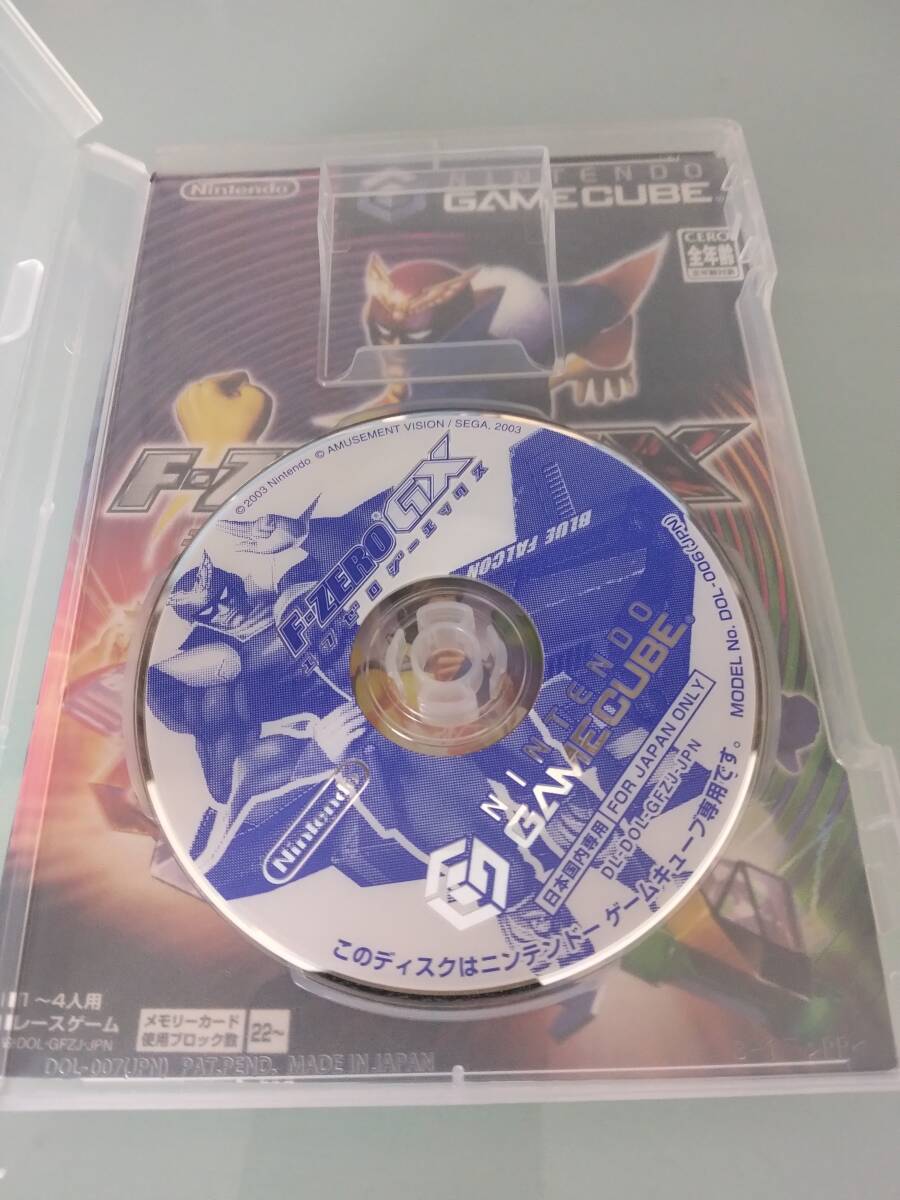 Nintendo
NINTENDO
GAMECUBE
CERO
全年齢
©2003 Nintendo © AMUSEMENT VISION / SEGA, 2003
F-ZERO GX
エフゼロ ジーエックス
BLUE FALCON
Nintendo
NINTENDO
GAMECUBE
日本国内専用 FOR JAPAN ONLY
DL-DOL-GFZJ-JPN
MODEL No. DOL-006(JPN)
このディスクはニンテンドー ゲームキューブ専用です。
1～4人用
レースゲーム
DOL-GFZJ-JPN
メモリーカード
使用ブロック数
22～
DOL-007(JPN) PAT.PEND. MADE IN JAPAN